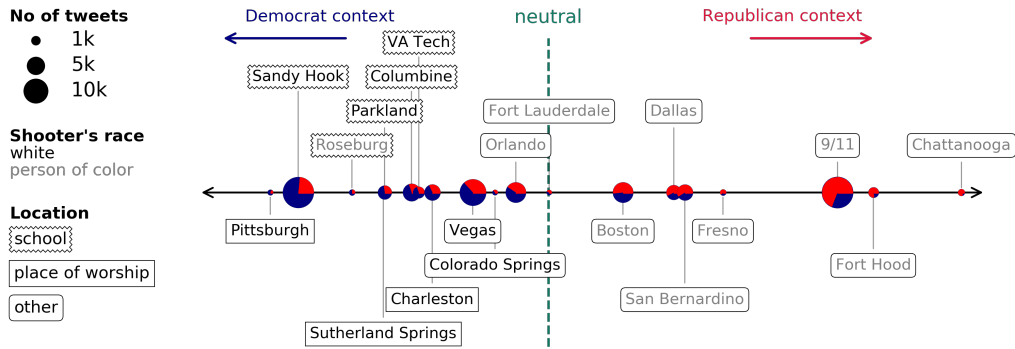 No of tweets
1k
5k
10k
Shooter's race
white
person of color
Location
school
place of worship
other
Democrat context
neutral
Republican context
VA Tech
Sandy Hook
Columbine
Parkland
Fort Lauderdale
Dallas
Roseburg
Orlando
9/11
Chattanooga
Pittsburgh
Vegas
Boston
Fresno
Colorado Springs
Fort Hood
Charleston
San Bernardino
Sutherland Springs